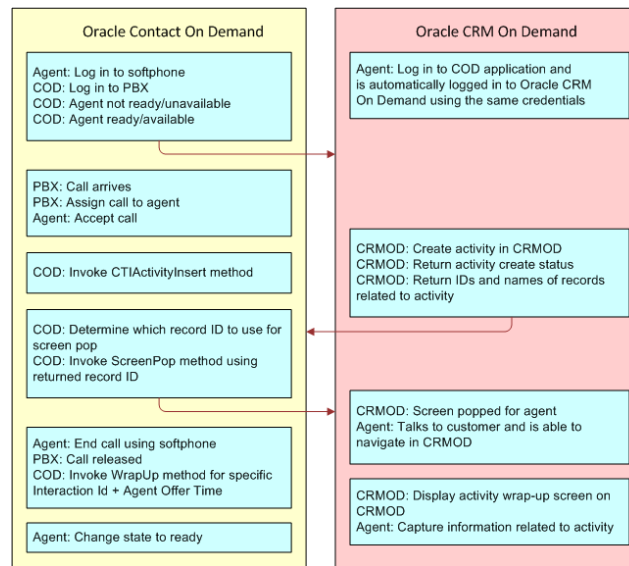 Oracle Contact On Demand
Agent: Log in to softphone
COD: Log in to PBX
COD: Agent not ready/unavailable
COD: Agent ready/available
PBX: Call arrives
PBX: Assign call to agent
Agent: Accept call
COD: Invoke CTIActivityInsert method
COD: Determine which record ID to use for
screen pop
COD: Invoke ScreenPop method using
returned record ID
Agent: End call using softphone
PBX: Call released
COD: Invoke WrapUp method for specific
Interaction Id + Agent Offer Time
Agent: Change state to ready
Oracle CRM On Demand
Agent: Log in to COD application and
is automatically logged in to Oracle CRM
On Demand using the same credentials
CRMOD: Create activity in CRMOD
CRMOD: Return activity create status
CRMOD: Return IDs and names of records
related to activity
CRMOD: Screen popped for agent
Agent: Talks to customer and is able to
navigate in CRMOD
CRMOD: Display activity wrap-up screen on
CRMOD
Agent: Capture information related to activity